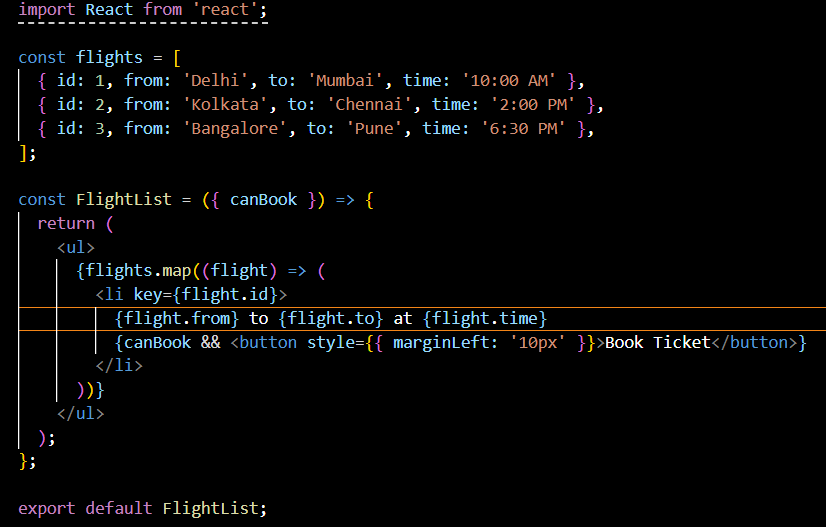 import React from 'react';
const flights = [
{ id: 1, from: 'Delhi', to: 'Mumbai', time: '10:00 AM' },
{ id: 2, from: 'Kolkata', to: 'Chennai', time: '2:00 PM' },
{ id: 3, from: 'Bangalore', to: 'Pune', time: '6:30 PM' },
];
const FlightList = ({ canBook }) => {
return (
<ul>
{flights.map((flight) => (
<li key={flight.id}>
{flight.from} to {flight.to} at {flight.time}
{canBook && <button style={{ marginLeft: '10px' }}>Book Ticket</button>}
</li>
))}
</ul>
);
};
export default FlightList;